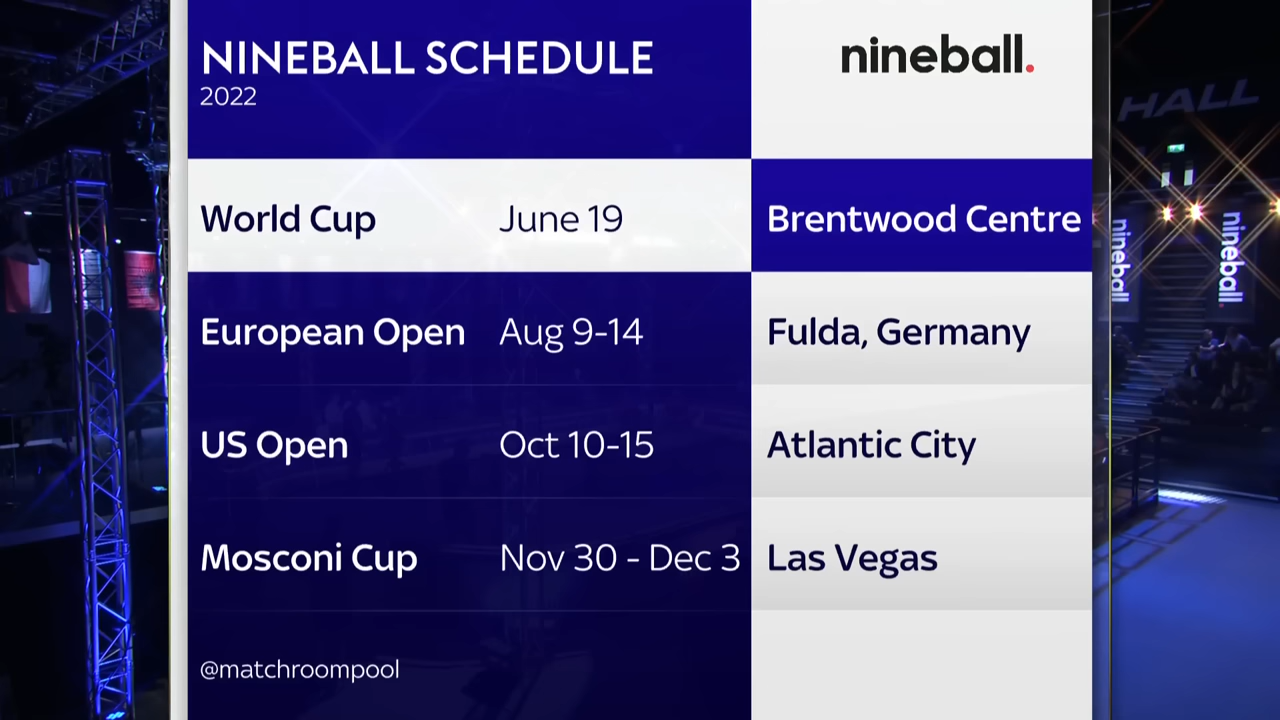 NINEBALL SCHEDULE
2022
nineball.
World Cup June 19 Brentwood Centre
European Open Aug 9-14 Fulda, Germany
US Open Oct 10-15 Atlantic City
Mosconi Cup Nov 30 - Dec 3 Las Vegas
@matchroompool
HALL
nineball.
nineball.